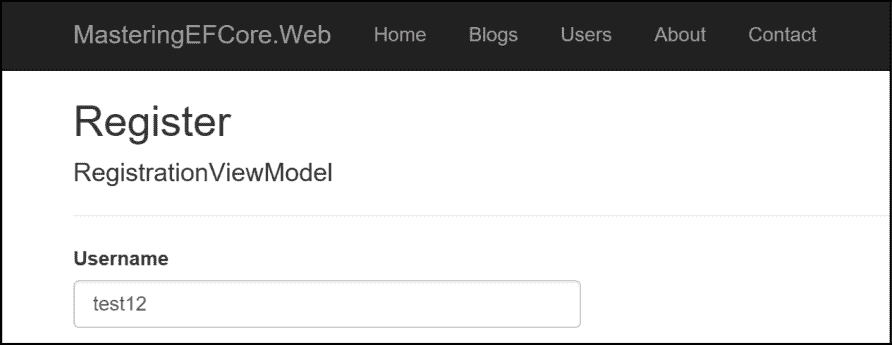 MasteringEFCore.Web Home Blogs Users About Contact
Register
RegistrationViewModel
Username
test12